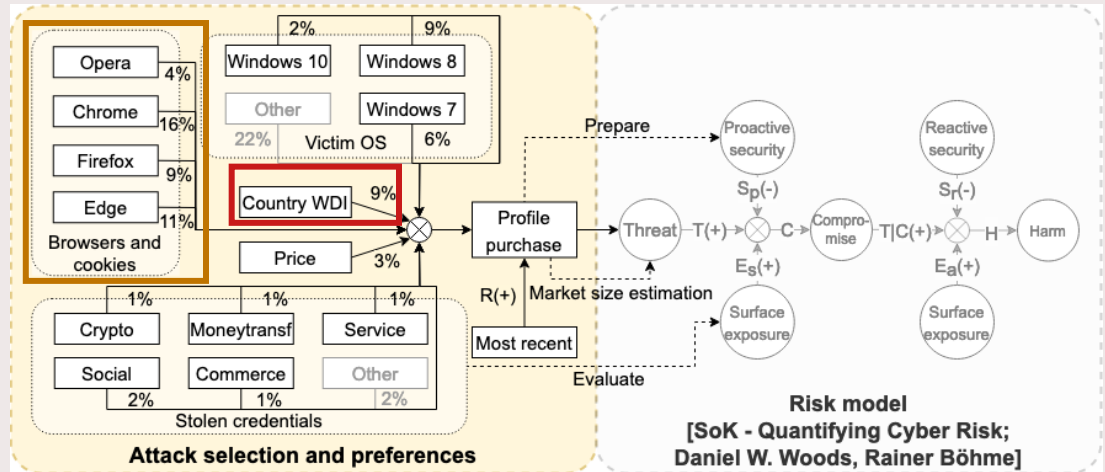 2%
9%
Opera
Windows 10
Windows 8
4%
Chrome
Other
Windows 7
16%
22%
Victim OS
6%
Firefox
9%
Edge
11%
Browsers and
cookies
Country WDI
9%
Price
3%
Profile
purchase
R(+)
Most recent
1%
1%
1%
Crypto
Moneytransf
Service
Social
Commerce
Other
2%
1%
2%
Stolen credentials
Attack selection and preferences
Prepare
Market size estimation
Evaluate
Proactive
security
Reactive
security
Sp(-)
Sr(-)
Threat
T(+)
C
Compro-
mise
T|C(+)
H
Harm
Es(+)
Ea(+)
Surface
exposure
Surface
exposure
Risk model
[SoK - Quantifying Cyber Risk;
Daniel W. Woods, Rainer Böhme]